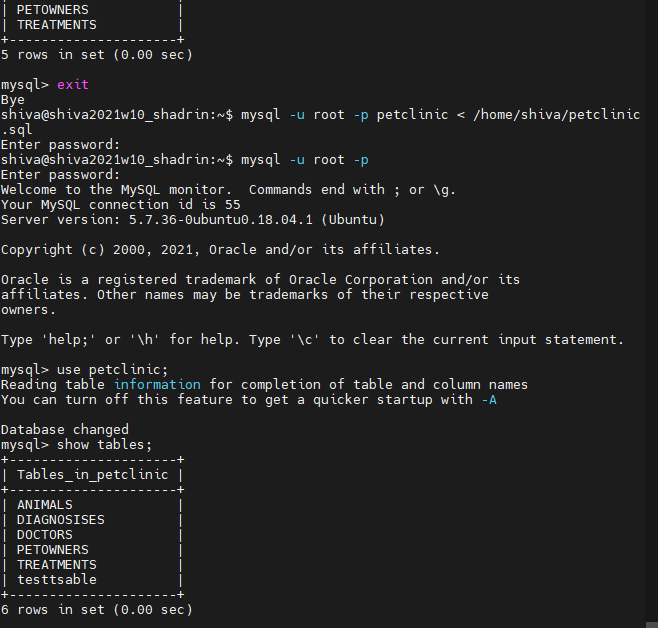 | PETOWNERS |
| TREATMENTS |
+---------------------+
5 rows in set (0.00 sec)
mysql> exit
Bye
shiva@shiva2021w10_shadrin:~$ mysql -u root -p petclinic < /home/shiva/petclinic
.sql
Enter password:
shiva@shiva2021w10_shadrin:~$ mysql -u root -p
Enter password:
Welcome to the MySQL monitor.  Commands end with ; or \g.
Your MySQL connection id is 55
Server version: 5.7.36-0ubuntu0.18.04.1 (Ubuntu)
Copyright (c) 2000, 2021, Oracle and/or its affiliates.
Oracle is a registered trademark of Oracle Corporation and/or its
affiliates. Other names may be trademarks of their respective
owners.
Type 'help;' or '\h' for help. Type '\c' to clear the current input statement.
mysql> use petclinic;
Reading table information for completion of table and column names
You can turn off this feature to get a quicker startup with -A
Database changed
mysql> show tables;
+---------------------+
| Tables_in_petclinic |
+---------------------+
| ANIMALS |
| DIAGNOSISES |
| DOCTORS |
| PETOWNERS |
| TREATMENTS |
| testtsable |
+---------------------+
6 rows in set (0.00 sec)